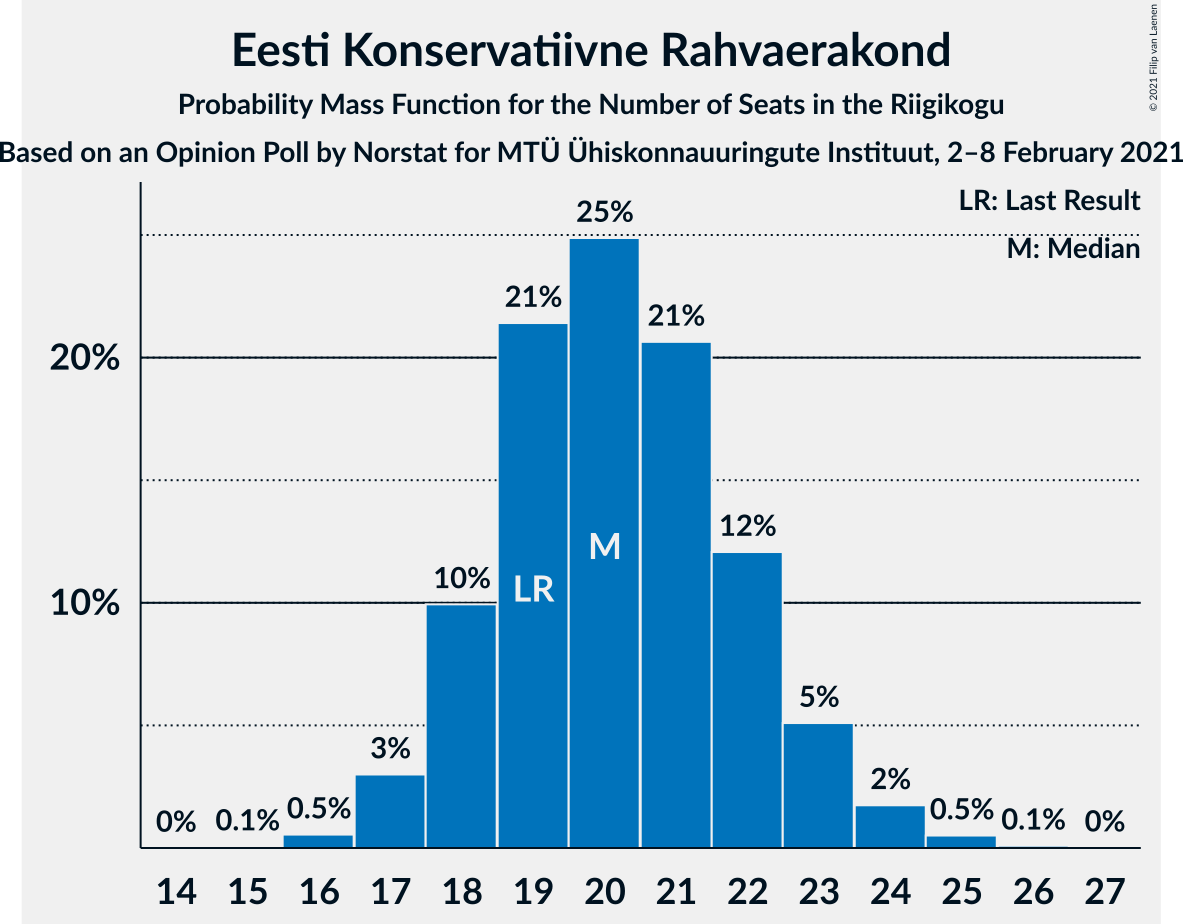 © 2021 Filip van Laenen
Eesti Konservatiivne Rahvaerakond
Probability Mass Function for the Number of Seats in the Riigikogu
Based on an Opinion Poll by Norstat for MTÜ Ühiskonnauuringute Instituut, 2–8 February 2021
LR: Last Result
M: Median
25%
21%
21%
20%
12%
M
10%
LR
10%
5%
3%
2%
0% 0.1% 0.5% 0.5% 0.1% 0%
14 15 16 17 18 19 20 21 22 23 24 25 26 27